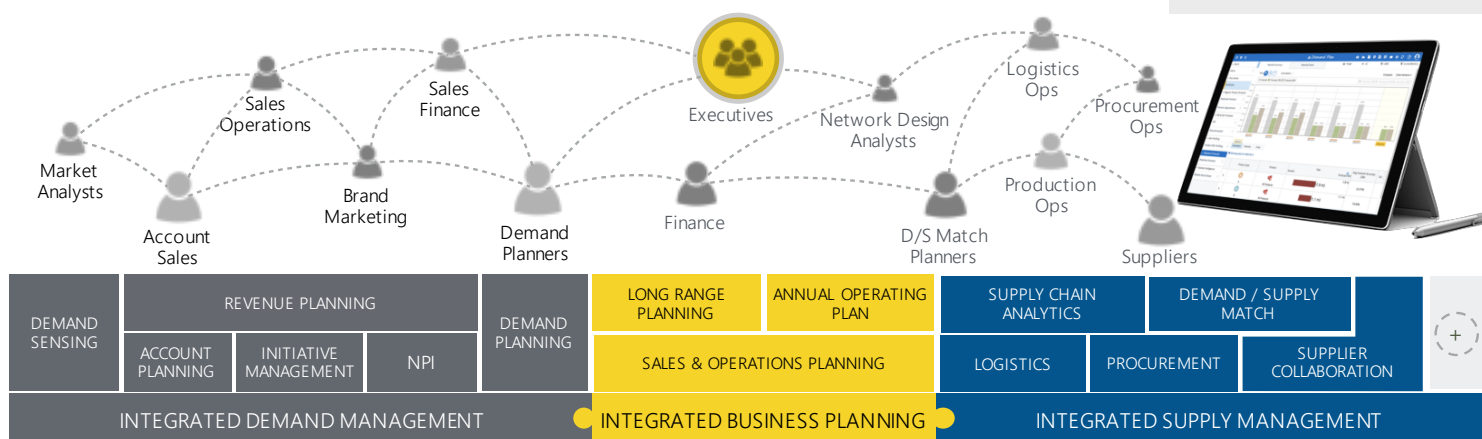 Market
Analysts
Sales
Operations
Account
Sales
Sales
Finance
Brand
Marketing
Demand
Planners
Executives
Finance
Network Design
Analysts
D/S Match
Planners
Logistics
Ops
Production
Ops
Procurement
Ops
Suppliers
DEMAND
SENSING
REVENUE PLANNING
ACCOUNT
PLANNING
INITIATIVE
MANAGEMENT
NPI
DEMAND
PLANNING
LONG RANGE
PLANNING
ANNUAL OPERATING
PLAN
SALES & OPERATIONS PLANNING
SUPPLY CHAIN
ANALYTICS
DEMAND / SUPPLY
MATCH
LOGISTICS
PROCUREMENT
SUPPLIER
COLLABORATION
+
INTEGRATED DEMAND MANAGEMENT
INTEGRATED BUSINESS PLANNING
INTEGRATED SUPPLY MANAGEMENT